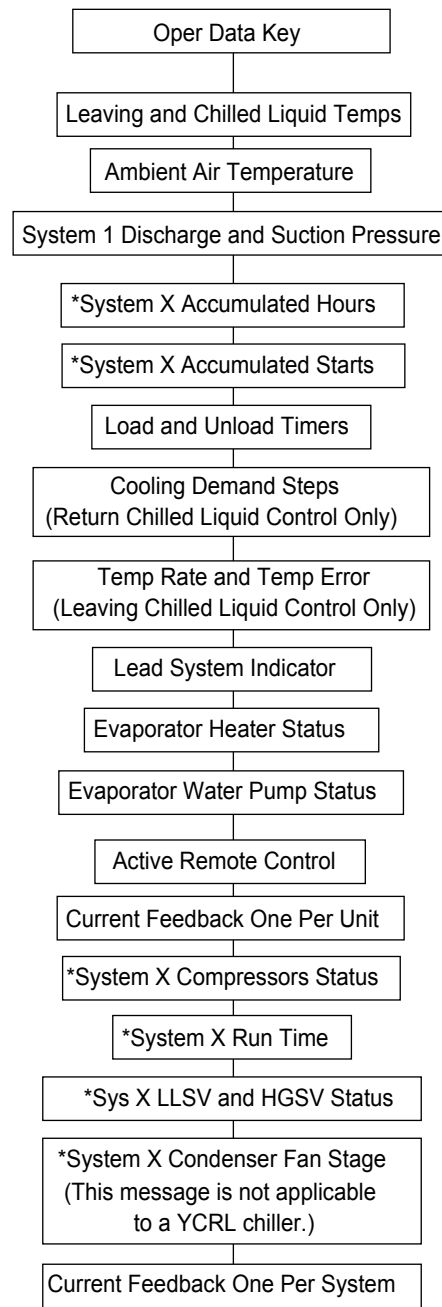 Oper Data Key
Leaving and Chilled Liquid Temps
Ambient Air Temperature
System 1 Discharge and Suction Pressure
*System X Accumulated Hours
*System X Accumulated Starts
Load and Unload Timers
Cooling Demand Steps
(Return Chilled Liquid Control Only)
Temp Rate and Temp Error
(Leaving Chilled Liquid Control Only)
Lead System Indicator
Evaporator Heater Status
Evaporator Water Pump Status
Active Remote Control
Current Feedback One Per Unit
*System X Compressors Status
*System X Run Time
*Sys X LLSV and HGSV Status
*System X Condenser Fan Stage
(This message is not applicable
to a YCRL chiller.)
Current Feedback One Per System